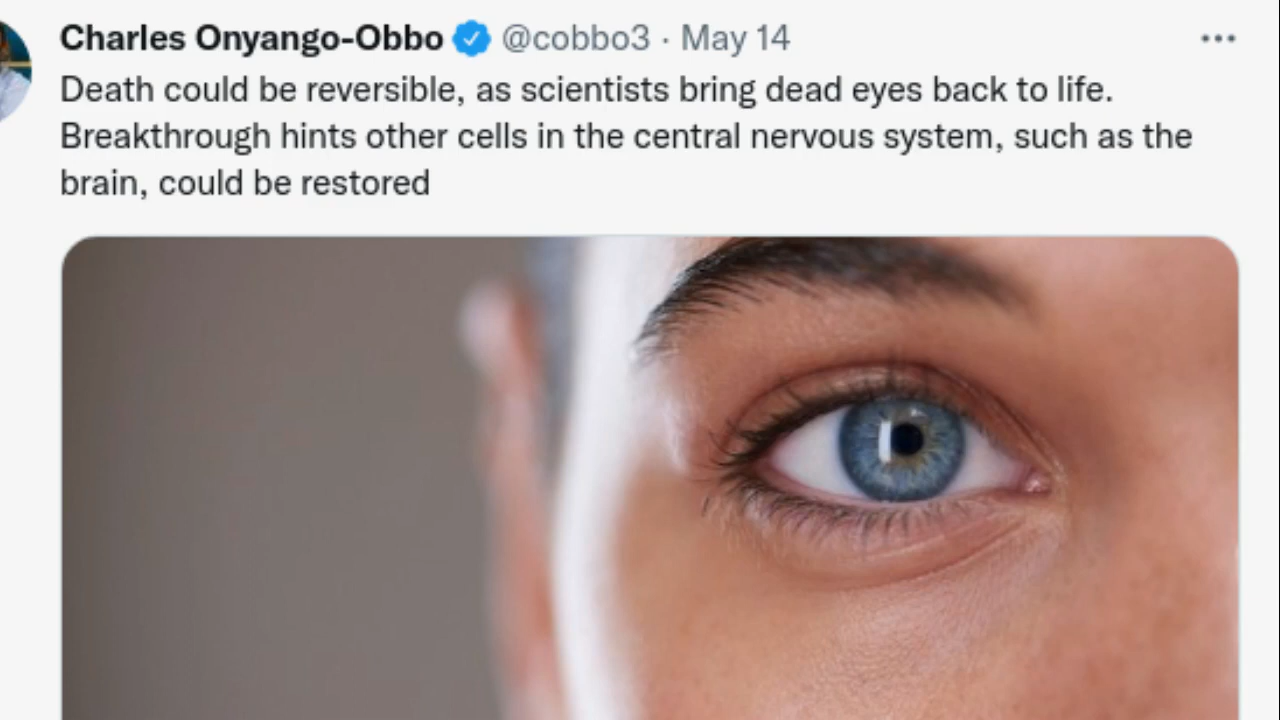 Charles Onyango-Obbo @cobbo3 · May 14
Death could be reversible, as scientists bring dead eyes back to life.
Breakthrough hints other cells in the central nervous system, such as the
brain, could be restored